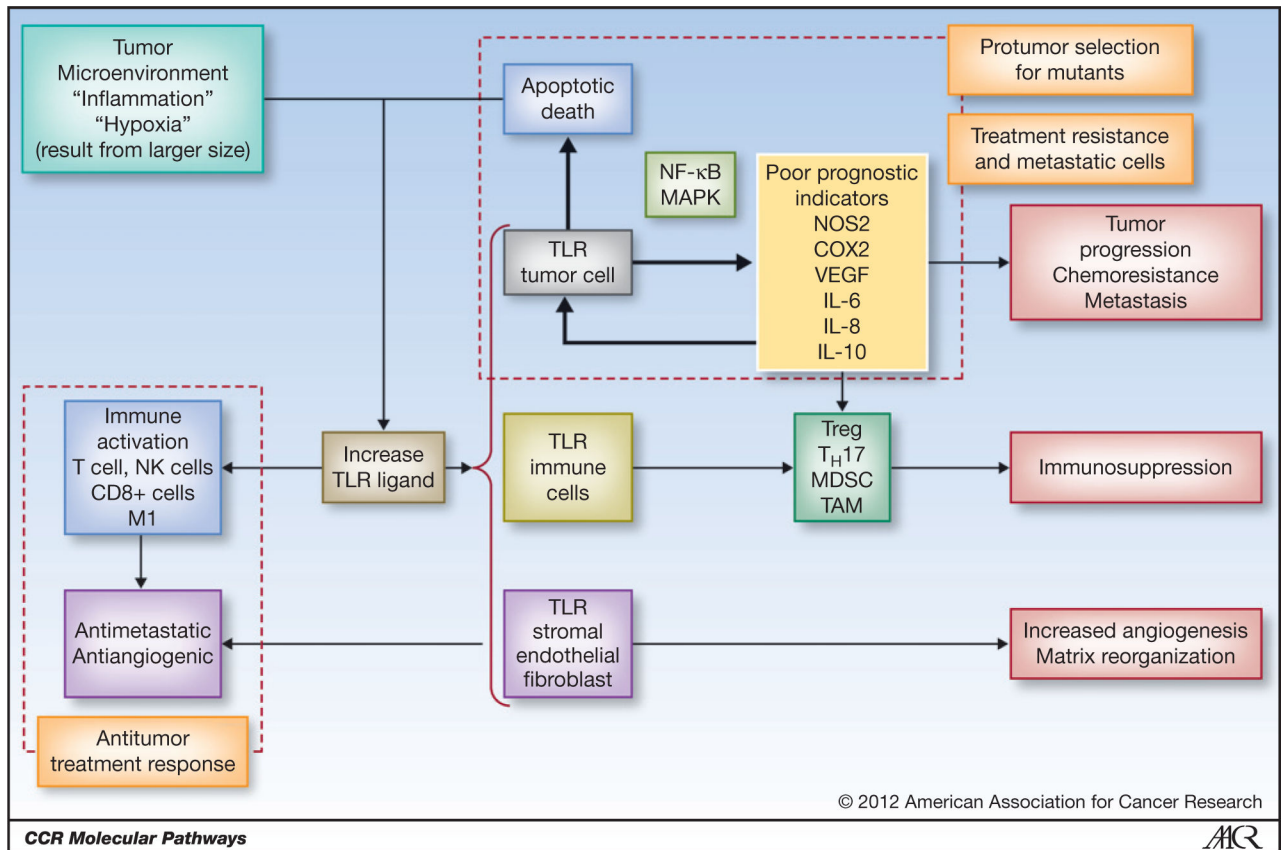 Tumor
Microenvironment
“Inflammation”
“Hypoxia”
(result from larger size)
Apoptotic
death
Protumor selection
for mutants
Treatment resistance
and metastatic cells
NF-κB
MAPK
Poor prognostic
indicators
NOS2
COX2
VEGF
IL-6
IL-8
IL-10
TLR
tumor cell
Tumor
progression
Chemoresistance
Metastasis
Immune
activation
T cell, NK cells
CD8+ cells
M1
Increase
TLR ligand
TLR
immune
cells
Treg
TH17
MDSC
TAM
Immunosuppression
Antimetastatic
Antiangiogenic
TLR
stromal
endothelial
fibroblast
Increased angiogenesis
Matrix reorganization
Antitumor
treatment response
© 2012 American Association for Cancer Research
CCR Molecular Pathways
AACR